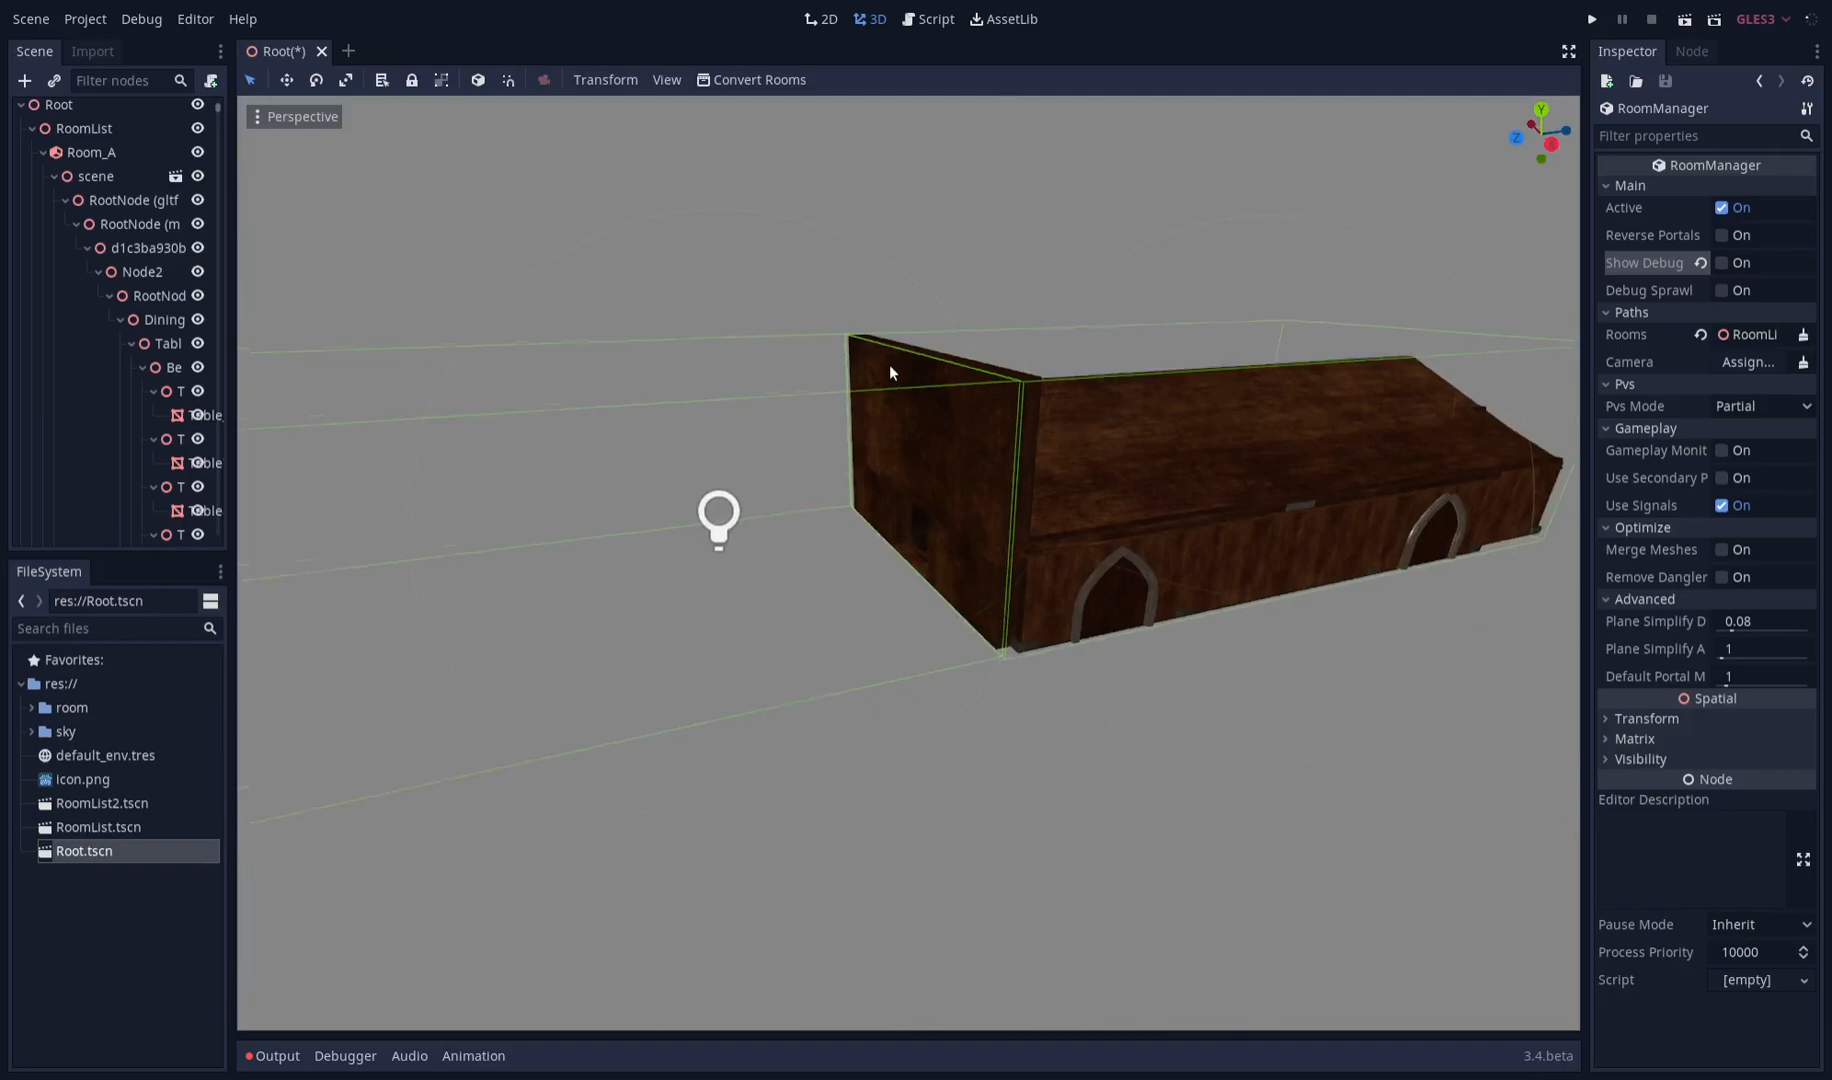 Scene Project Debug Editor Help
2D 3D Script AssetLib
GLES3
Scene Import
Root(*)
Inspector Node
Filter nodes
Transform View Convert Rooms
Perspective
Root
RoomList
Room_A
scene
RootNode (gltf
RootNode (m
d1c3ba930b
Node2
RootNod
Dining
Tabl
Be
T
T
T
T
FileSystem
res://Root.tscn
Search files
Favorites:
res://
room
sky
default_env.tres
icon.png
RoomList2.tscn
RoomList.tscn
Root.tscn
Y
Z
Output Debugger Audio Animation
3.4.beta
RoomManager
Filter properties
RoomManager
Main
Active On
Reverse Portals On
Show Debug On
Debug Sprawl On
Paths
Rooms RoomLi
Camera Assign...
Pvs
Pvs Mode Partial
Gameplay
Gameplay Monit On
Use Secondary P On
Use Signals On
Optimize
Merge Meshes On
Remove Dangler On
Advanced
Plane Simplify D 0.08
Plane Simplify A 1
Default Portal M 1
Spatial
Transform
Matrix
Visibility
Node
Editor Description
Pause Mode Inherit
Process Priority 10000
Script [empty]